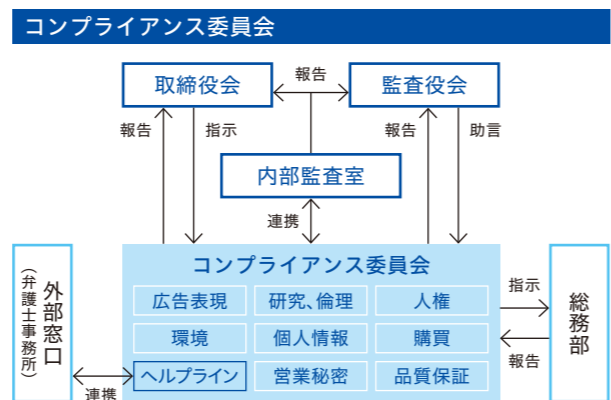 コンプライアンス委員会
取締役会
報告
監査役会
報告
指示
報告
助言
内部監査室
連携
コンプライアンス委員会
広告表現
研究、倫理
人権
環境
個人情報
購買
ヘルプライン
営業秘密
品質保証
外部窓口
(弁護士事務所)
連携
指示
報告
総務部